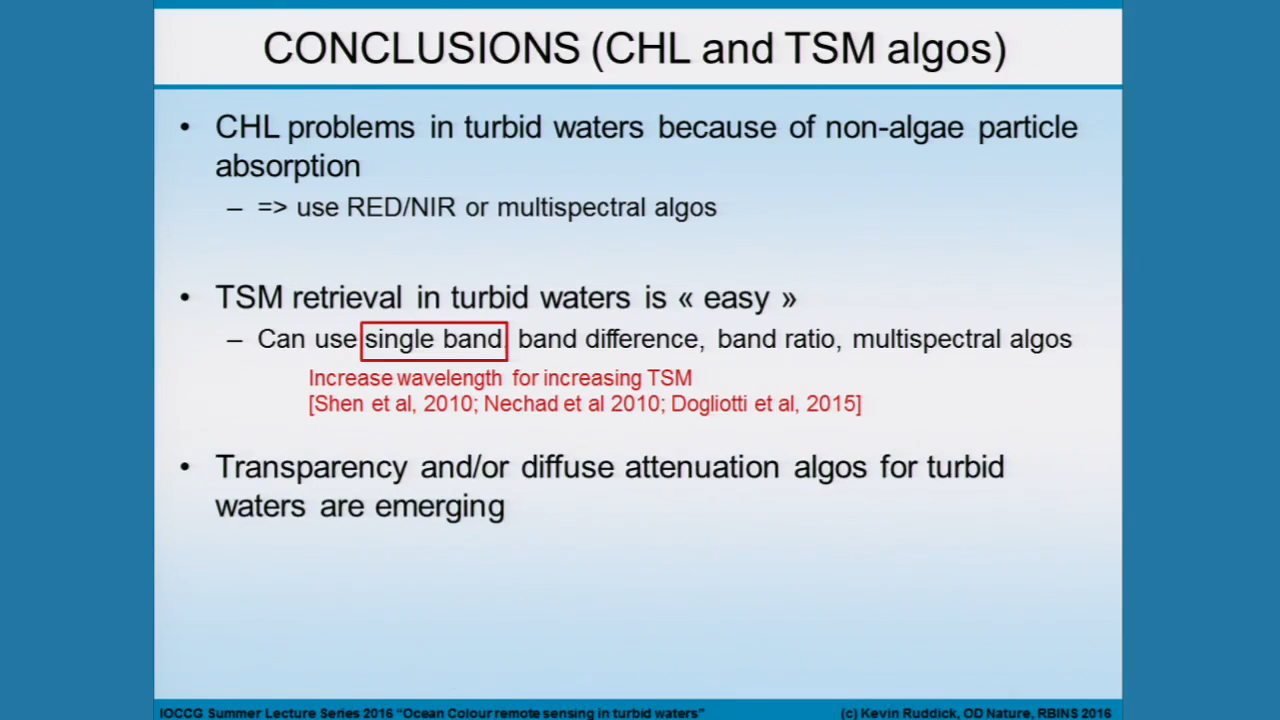 CONCLUSIONS (CHL and TSM algos)
• CHL problems in turbid waters because of non-algae particle
absorption
– => use RED/NIR or multispectral algos
• TSM retrieval in turbid waters is « easy »
– Can use single band, band difference, band ratio, multispectral algos
Increase wavelength for increasing TSM
[Shen et al, 2010; Nechad et al 2010; Dogliotti et al, 2015]
• Transparency and/or diffuse attenuation algos for turbid
waters are emerging
IOCCG Summer Lecture Series 2016 “Ocean Colour remote sensing in turbid waters” (c) Kevin Ruddick, OD Nature, RBINS 2016